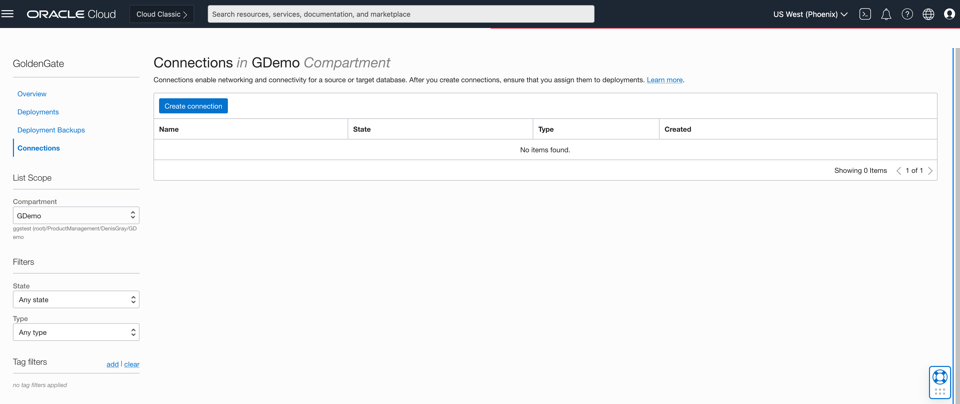 ORACLE Cloud
Cloud Classic
Search resources, services, documentation, and marketplace
US West (Phoenix)
GoldenGate
Overview
Deployments
Deployment Backups
Connections
List Scope
Compartment
GDemo
ggstest (root)/ProductManagement/DenisGray/GD
emo
Filters
State
Any state
Type
Any type
Tag filters
add | clear
no tag filters applied
Connections in GDemo Compartment
Connections enable networking and connectivity for a source or target database. After you create connections, ensure that you assign them to deployments. Learn more.
Create connection
Name State Type Created
No items found.
Showing 0 Items < 1 of 1 >